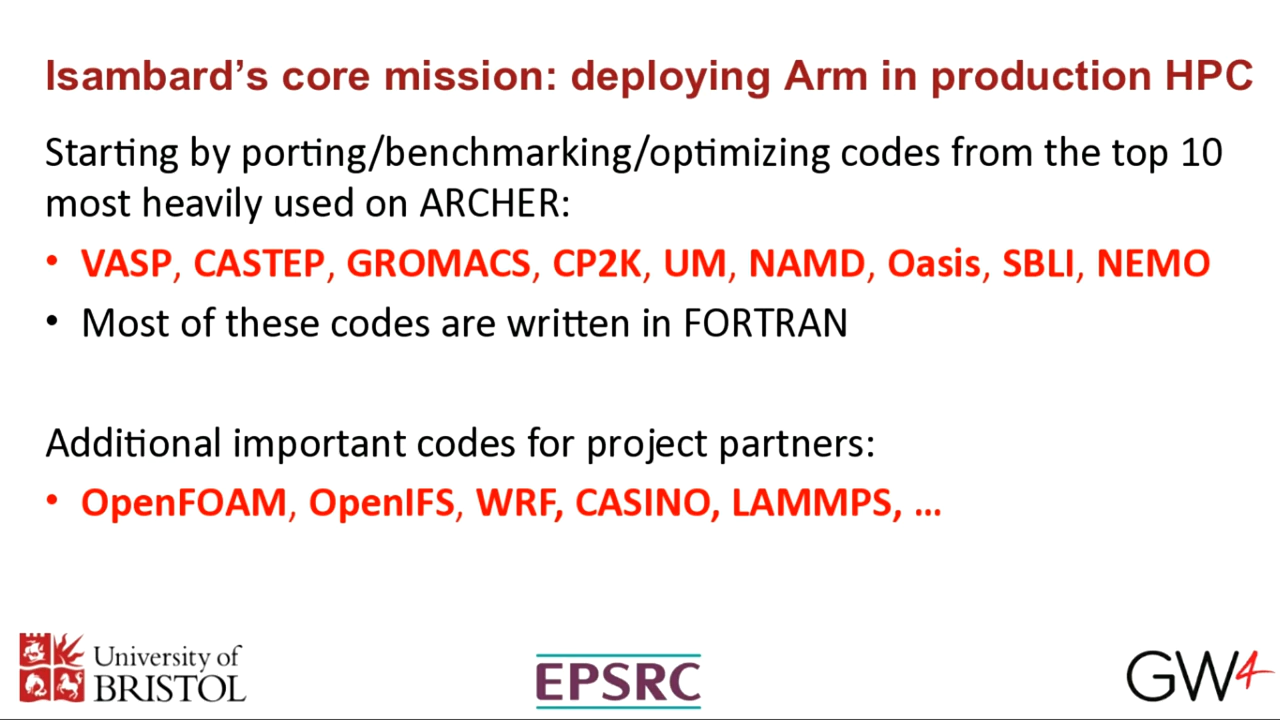 Isambard's core mission: deploying Arm in production HPC
Starting by porting/benchmarking/optimizing codes from the top 10
most heavily used on ARCHER:
• VASP, CASTEP, GROMACS, CP2K, UM, NAMD, Oasis, SBLI, NEMO
• Most of these codes are written in FORTRAN
Additional important codes for project partners:
• OpenFOAM, OpenIFS, WRF, CASINO, LAMMPS, ...
University of
BRISTOL
EPSRC
GW4